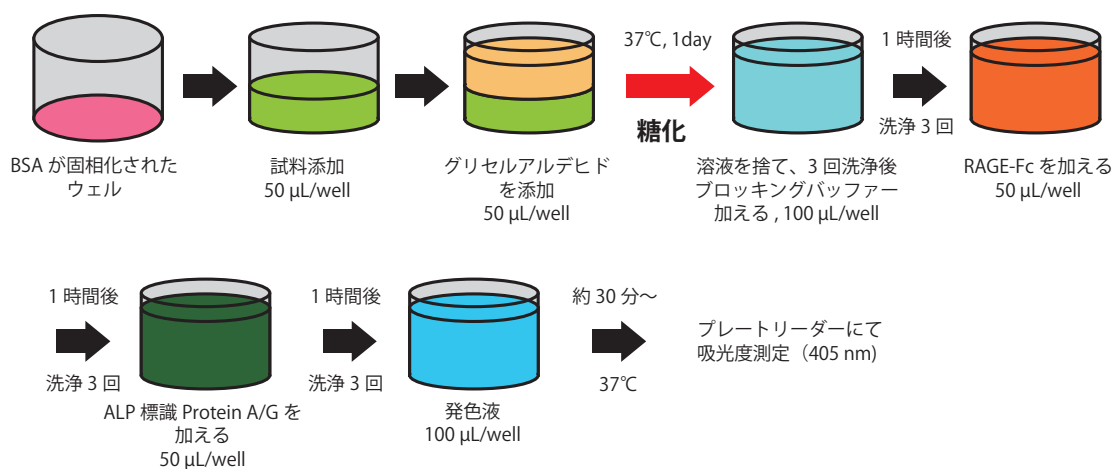 BSA が固相化された
ウェル
試料添加
50 µL/well
グリセルアルデヒド
を添加
50 µL/well
37℃, 1day
糖化
溶液を捨て、3 回洗浄後
ブロッキングバッファー
加える , 100 µL/well
1 時間後
洗浄 3 回
RAGE-Fc を加える
50 µL/well
1 時間後
洗浄 3 回
ALP 標識 Protein A/G を
加える
50 µL/well
1 時間後
洗浄 3 回
発色液
100 µL/well
約 30 分～
37℃
プレートリーダーにて
吸光度測定（405 nm)